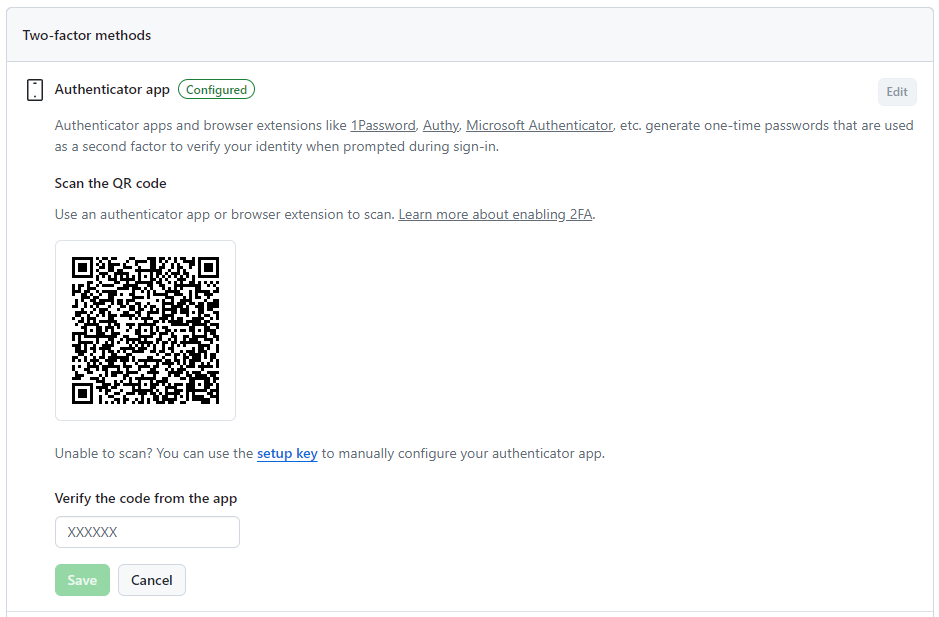 Two-factor methods
Authenticator app Configured
Edit
Authenticator apps and browser extensions like 1Password, Authy, Microsoft Authenticator, etc. generate one-time passwords that are used
as a second factor to verify your identity when prompted during sign-in.
Scan the QR code
Use an authenticator app or browser extension to scan. Learn more about enabling 2FA.
Unable to scan? You can use the setup key to manually configure your authenticator app.
Verify the code from the app
XXXXXX
Save Cancel